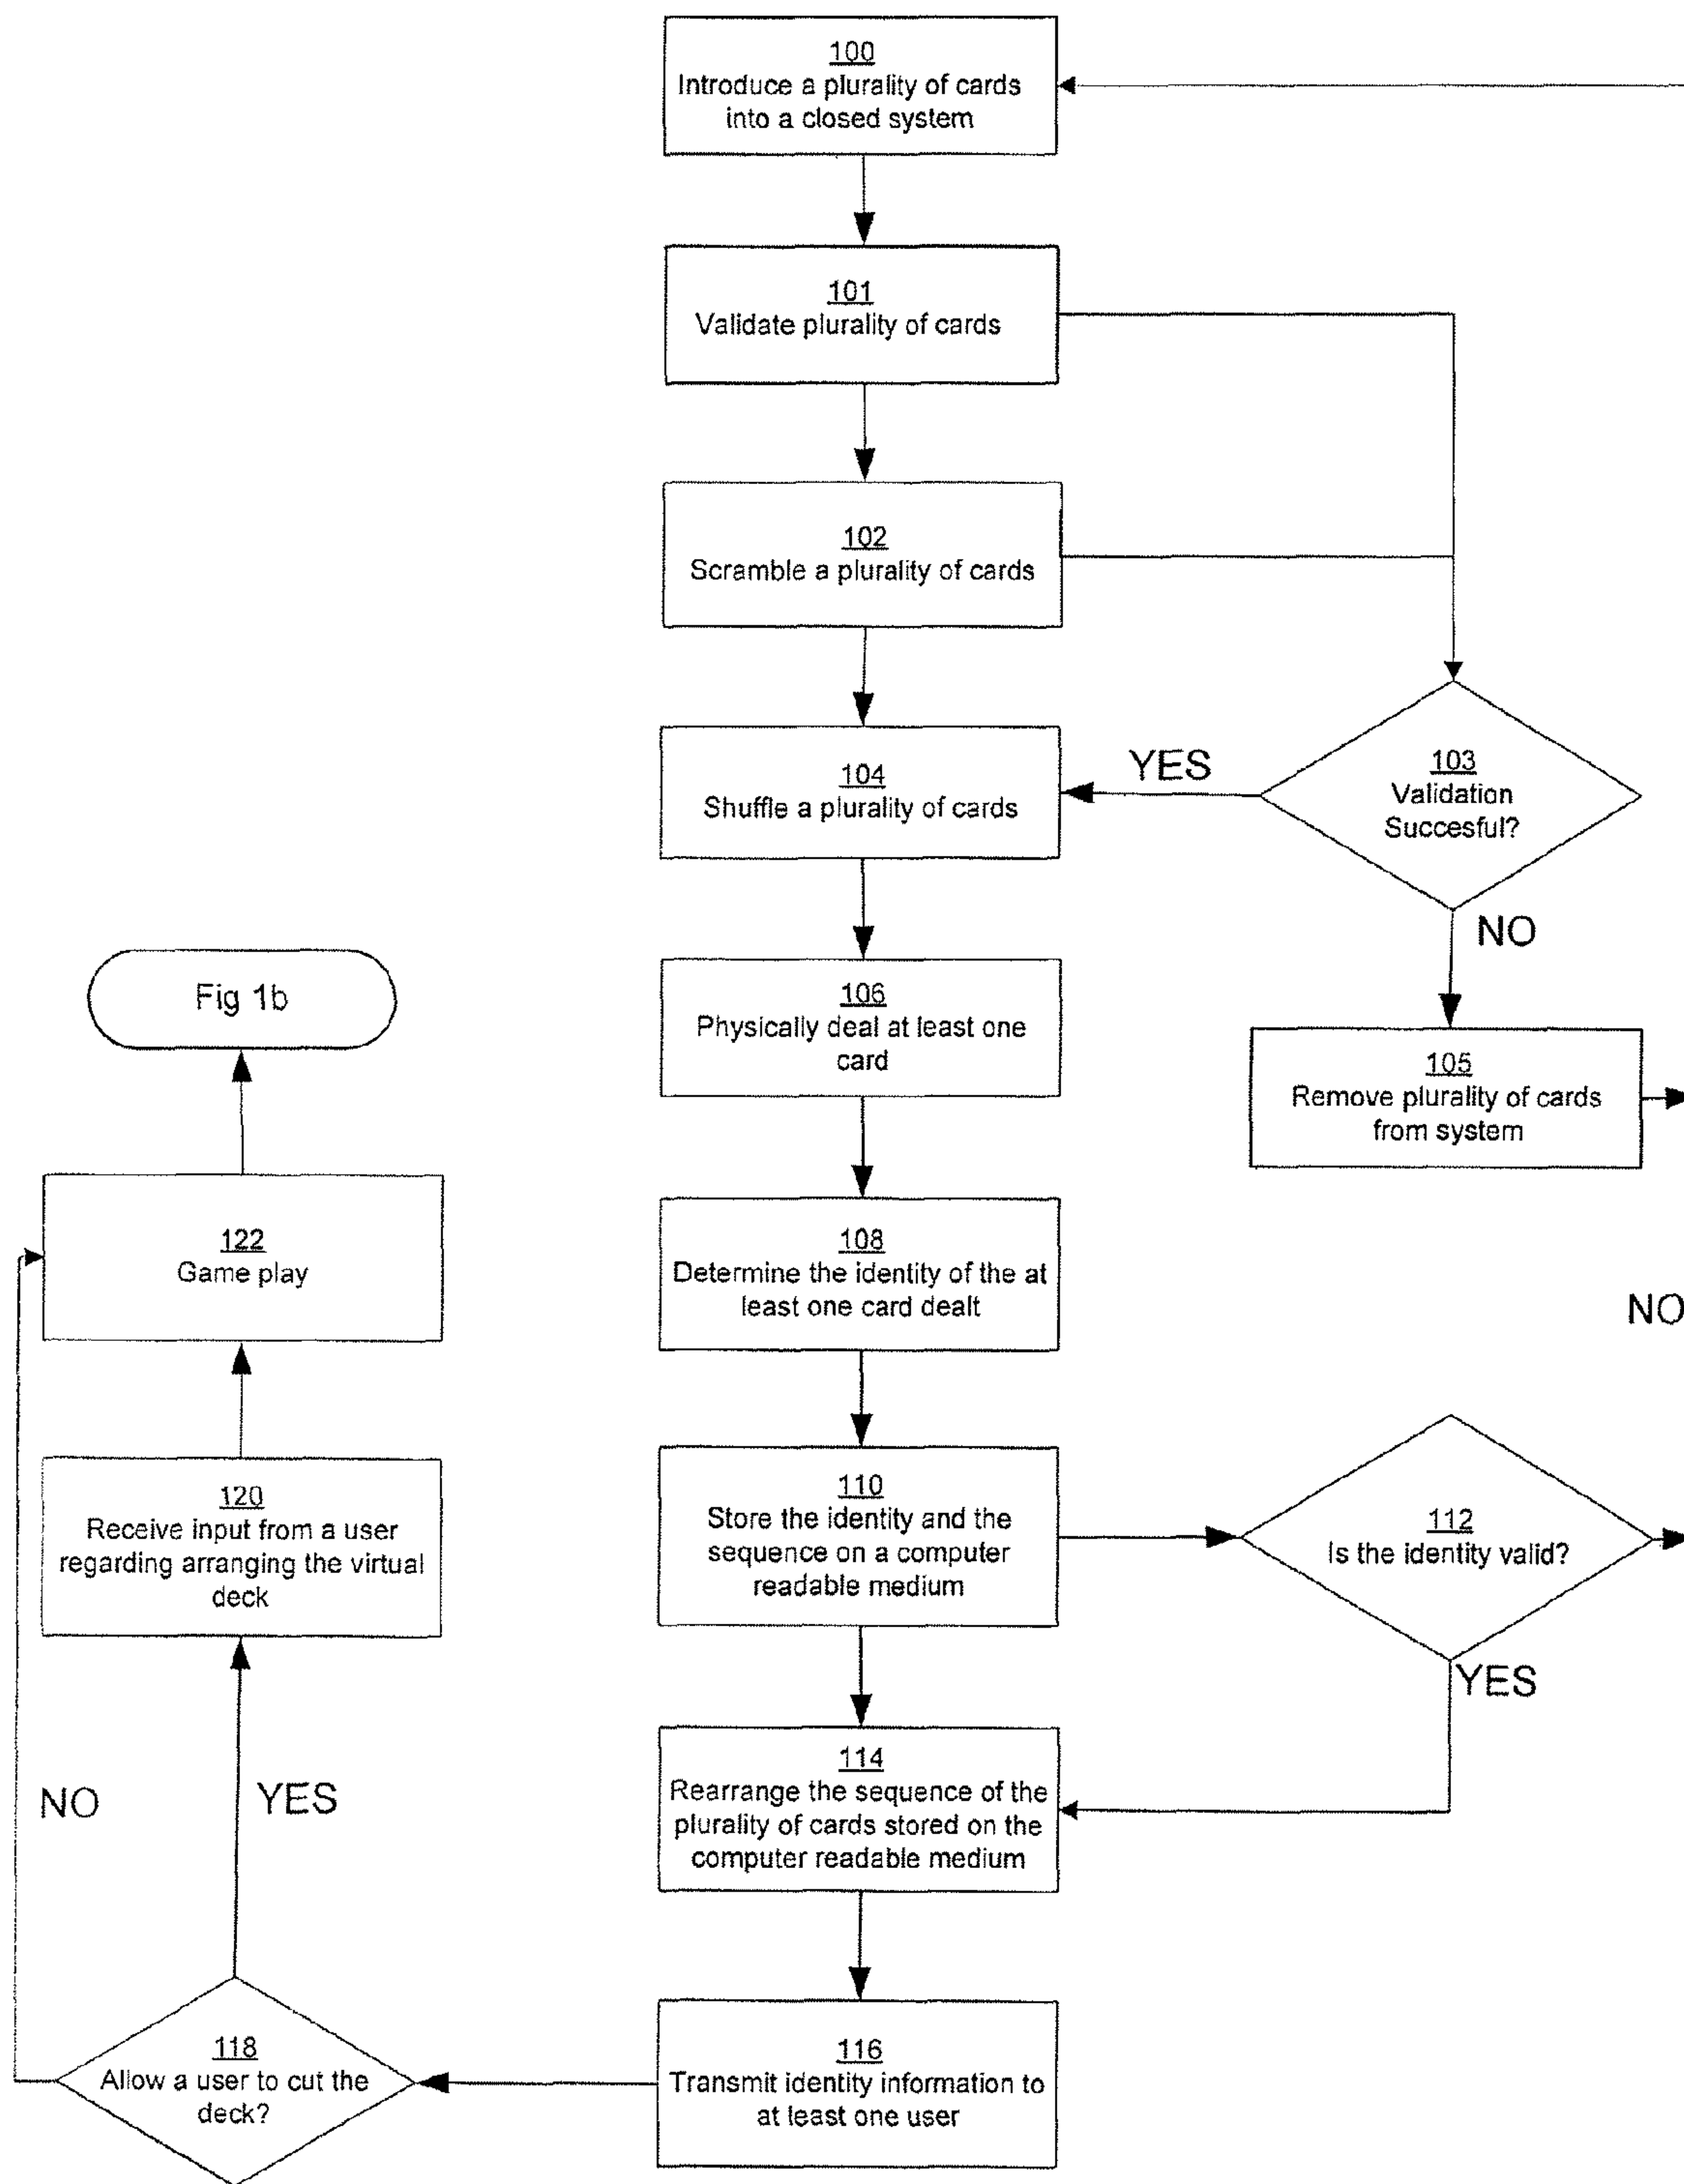 100
Introduce a plurality of cards
into a closed system
101
Validate plurality of cards
102
Scramble a plurality of cards
104
Shuffle a plurality of cards
YES
103
Validation
Succesful?
NO
105
Remove plurality of cards
from system
106
Physically deal at least one
card
Fig 1b
122
Game play
108
Determine the identity of the at
least one card dealt
NO
120
Receive input from a user
regarding arranging the virtual
deck
110
Store the identity and the
sequence on a computer
readable medium
112
Is the identity valid?
YES
114
Rearrange the sequence of the
plurality of cards stored on the
computer readable medium
NO
YES
118
Allow a user to cut the
deck?
116
Transmit identity information to
at least one user